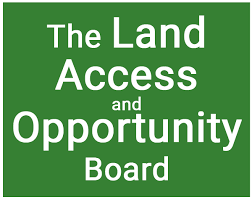 The Land
Access
and
Opportunity
Board